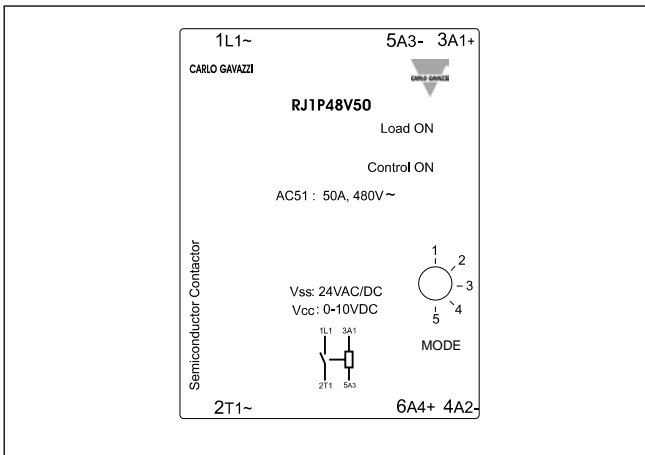 1L1~ 5A3- 3A1+
CARLO GAVAZZI
CARLO GAVAZZI
RJ1P48V50
Load ON
Control ON
AC51 : 50A, 480V~
Semiconductor Contactor
1
2
3
4
5
MODE
Vss: 24VAC/DC
Vcc: 0-10VDC
1L1 3A1
2T1 5A3
2T1~ 6A4+ 4A2-